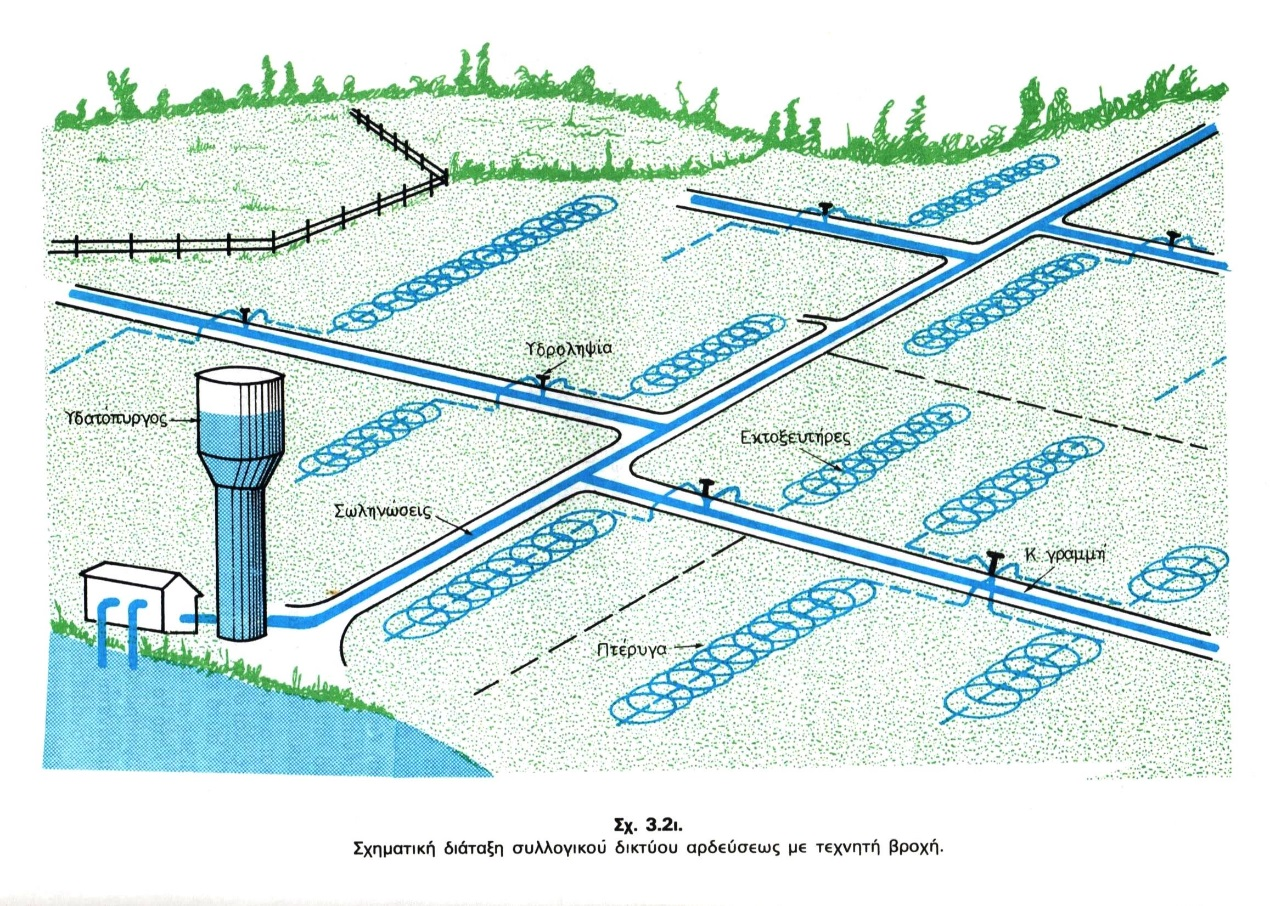 Υδροληψία
Υδατόπυργος
Εκτοξευτήρες
Σωληνώσεις
Κ. γραμμή
Πτέρυγα
Σχ. 3.2ι.
Σχηματική διάταξη συλλογικού δικτύου αρδεύσεως με τεχνητή βροχή.